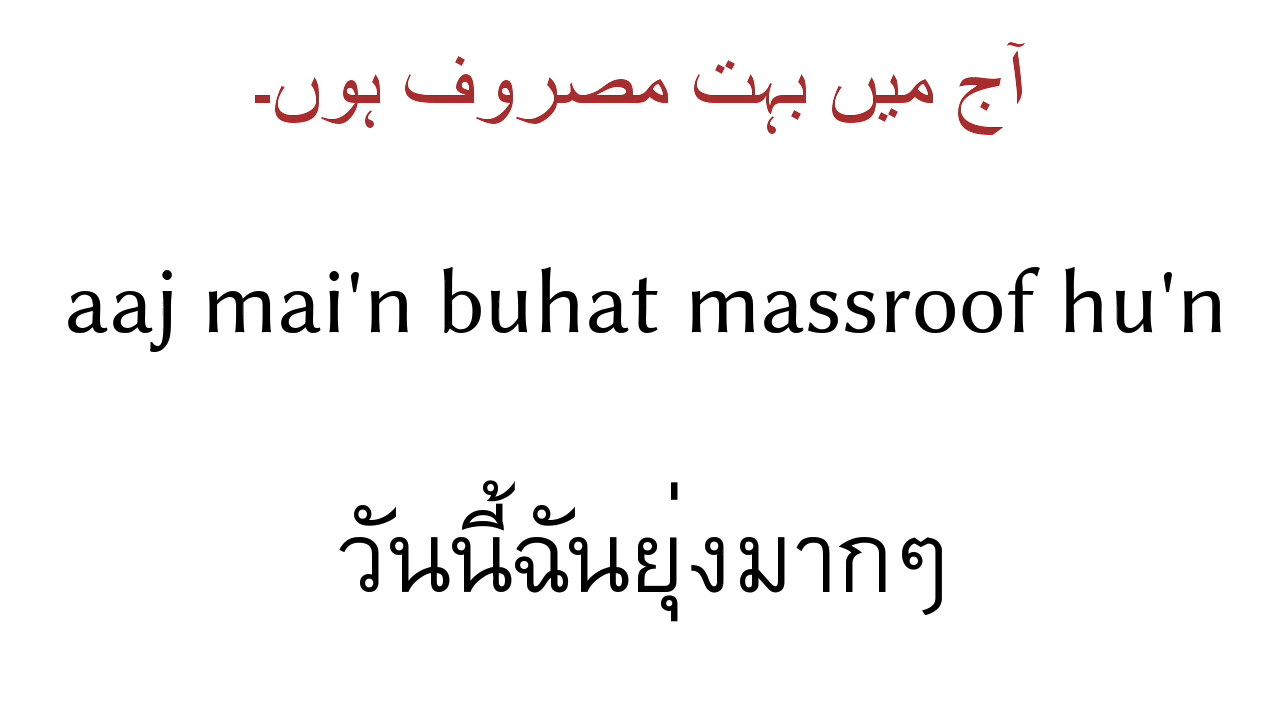 آج میں بہت مصروف ہوں۔
aaj mai'n buhat massroof hu'n
วันนี้ฉันยุ่งมากๆ